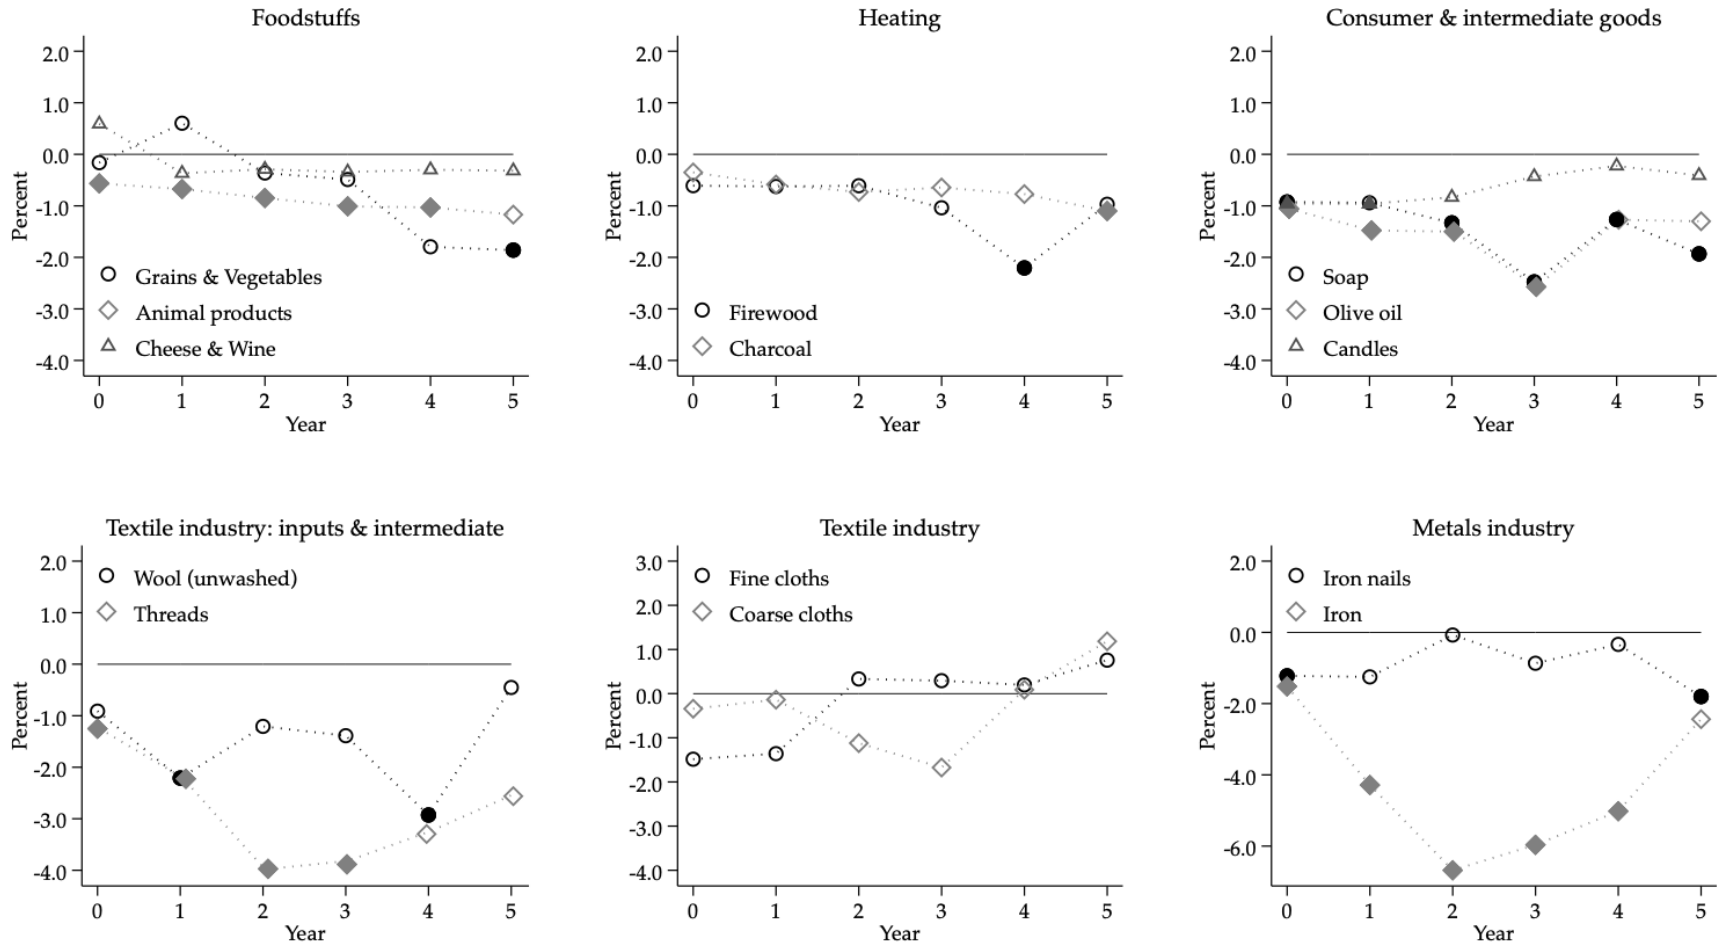 Foodstuffs
2.0
1.0
0.0
-1.0
-2.0
-3.0
-4.0
Percent
Grains & Vegetables
Animal products
Cheese & Wine
0 1 2 3 4 5
Year
Heating
2.0
1.0
0.0
-1.0
-2.0
-3.0
-4.0
Percent
Firewood
Charcoal
0 1 2 3 4 5
Year
Consumer & intermediate goods
2.0
1.0
0.0
-1.0
-2.0
-3.0
-4.0
Percent
Soap
Olive oil
Candles
0 1 2 3 4 5
Year
Textile industry: inputs & intermediate
2.0
1.0
0.0
-1.0
-2.0
-3.0
-4.0
Percent
Wool (unwashed)
Threads
0 1 2 3 4 5
Year
Textile industry
3.0
2.0
1.0
0.0
-1.0
-2.0
-3.0
-4.0
Percent
Fine cloths
Coarse cloths
0 1 2 3 4 5
Year
Metals industry
2.0
0.0
-2.0
-4.0
-6.0
Percent
Iron nails
Iron
0 1 2 3 4 5
Year